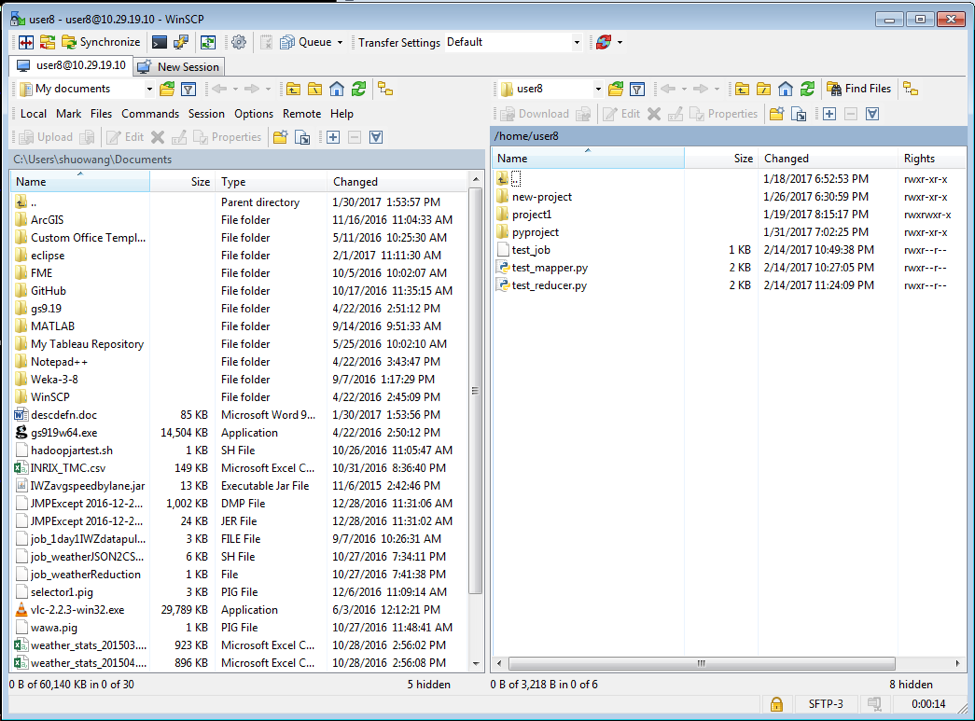 user8 - user8@10.29.19.10 - WinSCP
Synchronize Queue Transfer Settings Default
user8@10.29.19.10 New Session
My documents
Local Mark Files Commands Session Options Remote Help
Upload Edit Properties
C:\Users\shuowang\Documents
Name Size Type Changed
.. Parent directory 1/30/2017 1:53:57 PM
ArcGIS File folder 11/16/2016 11:04:33 AM
Custom Office Templ... File folder 5/11/2016 10:25:30 AM
eclipse File folder 2/1/2017 11:11:30 AM
FME File folder 10/5/2016 10:02:07 AM
GitHub File folder 10/17/2016 11:35:15 AM
gs9.19 File folder 4/22/2016 2:51:12 PM
MATLAB File folder 9/14/2016 9:51:33 AM
My Tableau Repository File folder 5/25/2016 10:02:10 AM
Notepad++ File folder 4/22/2016 3:43:47 PM
Weka-3-8 File folder 9/7/2016 1:17:29 PM
WinSCP File folder 4/22/2016 2:45:09 PM
descdefn.doc 85 KB Microsoft Word 9... 1/30/2017 1:53:56 PM
gs919w64.exe 14,504 KB Application 4/22/2016 2:50:12 PM
hadoopjartest.sh 1 KB SH File 10/26/2016 11:05:47 AM
INRIX_TMC.csv 149 KB Microsoft Excel C... 10/31/2016 8:36:40 PM
IWZavgspeedbylane.jar 13 KB Executable Jar File 11/6/2015 2:42:46 PM
JMPExcept 2016-12-2... 1,002 KB DMP File 12/28/2016 11:31:06 AM
JMPExcept 2016-12-2... 24 KB JER File 12/28/2016 11:31:02 AM
job_1day1IWZdatapul... 3 KB FILE File 9/7/2016 10:26:31 AM
job_weatherJSON2CS... 6 KB SH File 10/27/2016 7:34:11 PM
job_weatherReduction 1 KB File 10/27/2016 7:41:38 PM
selector1.pig 3 KB PIG File 12/6/2016 11:09:14 AM
vlc-2.2.3-win32.exe 29,789 KB Application 6/3/2016 12:12:21 PM
wawa.pig 1 KB PIG File 10/27/2016 11:48:41 AM
weather_stats_201503.... 923 KB Microsoft Excel C... 10/28/2016 2:56:02 PM
weather_stats_201504.... 896 KB Microsoft Excel C... 10/28/2016 2:56:08 PM
0 B of 60,140 KB in 0 of 30 5 hidden
user8 Find Files
Download Edit Properties
/home/user8
Name Size Changed Rights
.. 1/18/2017 6:52:53 PM rwxr-xr-x
new-project 1/26/2017 6:30:59 PM rwxr-xr-x
project1 1/19/2017 8:15:17 PM rwxrwxr-x
pyproject 1/31/2017 7:02:25 PM rwxr-xr-x
test_job 1 KB 2/14/2017 10:49:38 PM rwxr--r--
test_mapper.py 2 KB 2/14/2017 10:27:05 PM rwxr--r--
test_reducer.py 2 KB 2/14/2017 11:24:09 PM rwxr--r--
0 B of 3,218 B in 0 of 6 8 hidden
SFTP-3 0:00:14